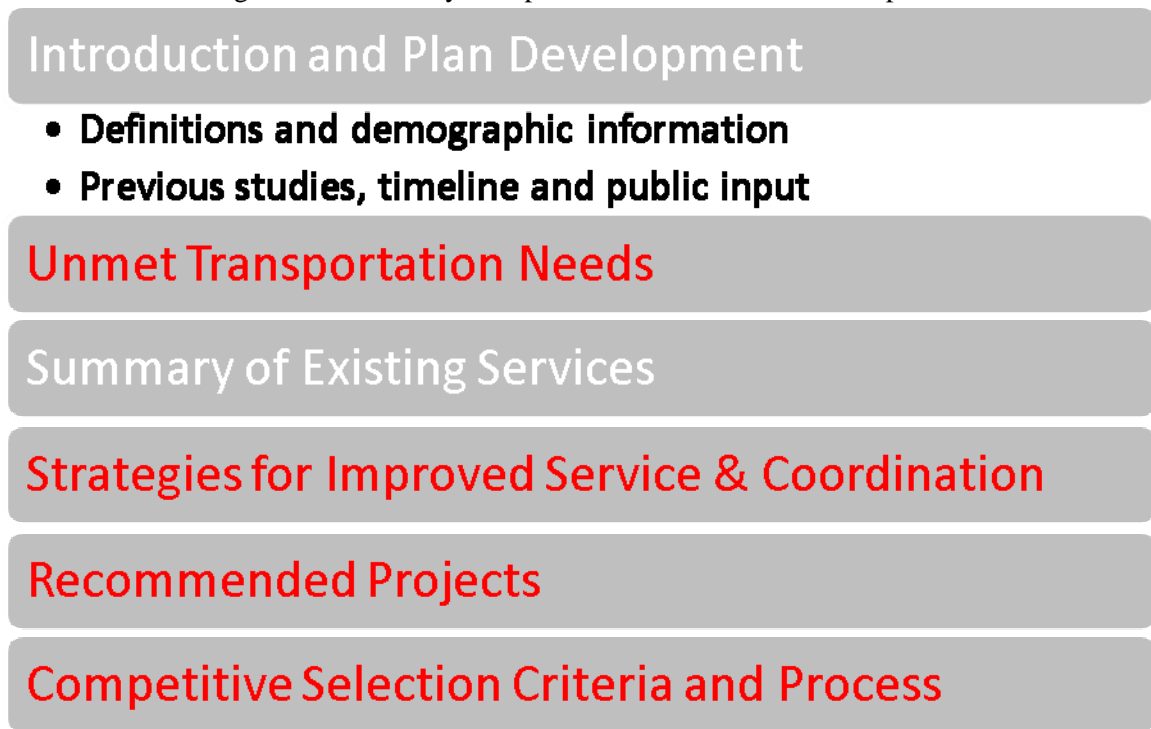 Introduction and Plan Development
• Definitions and demographic information
• Previous studies, timeline and public input
Unmet Transportation Needs
Summary of Existing Services
Strategies for Improved Service & Coordination
Recommended Projects
Competitive Selection Criteria and Process